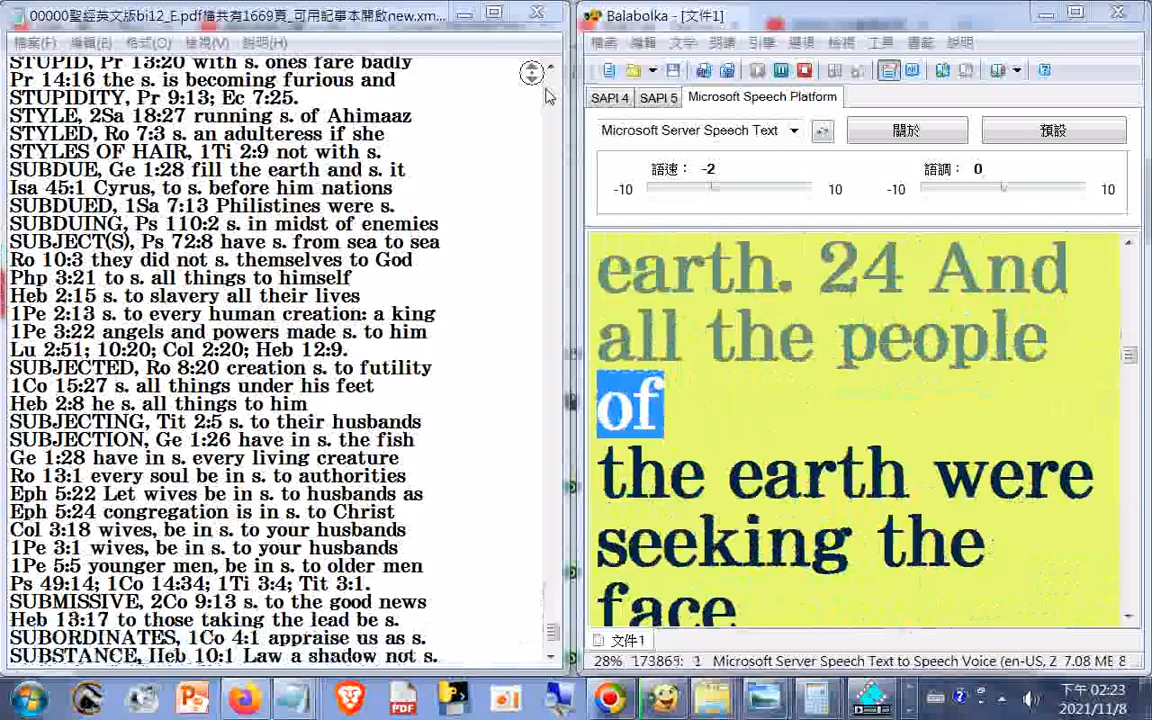 00000聖經英文版bi12_E.pdf檔共有1669頁_可用記事本開啟new.xm...
檔案(F) 編輯(E) 格式(O) 檢視(V) 說明(H)
STUPID, Pr 13:20 with s. ones fare badly
Pr 14:16 the s. is becoming furious and
STUPIDITY, Pr 9:13; Ec 7:25.
STYLE, 2Sa 18:27 running s. of Ahimaaz
STYLED, Ro 7:3 s. an adulteress if she
STYLES OF HAIR, 1Ti 2:9 not with s.
SUBDUE, Ge 1:28 fill the earth and s. it
Isa 45:1 Cyrus, to s. before him nations
SUBDUED, 1Sa 7:13 Philistines were s.
SUBDUING, Ps 110:2 s. in midst of enemies
SUBJECT(S), Ps 72:8 have s. from sea to sea
Ro 10:3 they did not s. themselves to God
Php 3:21 to s. all things to himself
Heb 2:15 s. to slavery all their lives
1Pe 2:13 s. to every human creation: a king
1Pe 3:22 angels and powers made s. to him
Lu 2:51; 10:20; Col 2:20; Heb 12:9.
SUBJECTED, Ro 8:20 creation s. to futility
1Co 15:27 s. all things under his feet
Heb 2:8 he s. all things to him
SUBJECTING, Tit 2:5 s. to their husbands
SUBJECTION, Ge 1:26 have in s. the fish
Ge 1:28 have in s. every living creature
Ro 13:1 every soul be in s. to authorities
Eph 5:22 Let wives be in s. to husbands as
Eph 5:24 congregation is in s. to Christ
Col 3:18 wives, be in s. to your husbands
1Pe 3:1 wives, be in s. to your husbands
1Pe 5:5 younger men, be in s. to older men
Ps 49:14; 1Co 14:34; 1Ti 3:4; Tit 3:1.
SUBMISSIVE, 2Co 9:13 s. to the good news
Heb 13:17 to those taking the lead be s.
SUBORDINATES, 1Co 4:1 appraise us as s.
SUBSTANCE, Heb 10:1 Law a shadow not s.
Balabolka - [文件1]
檔案 編輯 文字 朗讀 引擎 選項 檢視 工具 書籤 說明
SAPI 4 SAPI 5 Microsoft Speech Platform
Microsoft Server Speech Text 關於 預設
語速： -2 語調： 0
-10 10 -10 10
earth. 24 And
all the people
of
the earth were
seeking the
face
文件1
28% 173865: 1 Microsoft Server Speech Text to Speech Voice (en-US, Z 7.08 MB 8
PDF
下午 02:23
2021/11/8